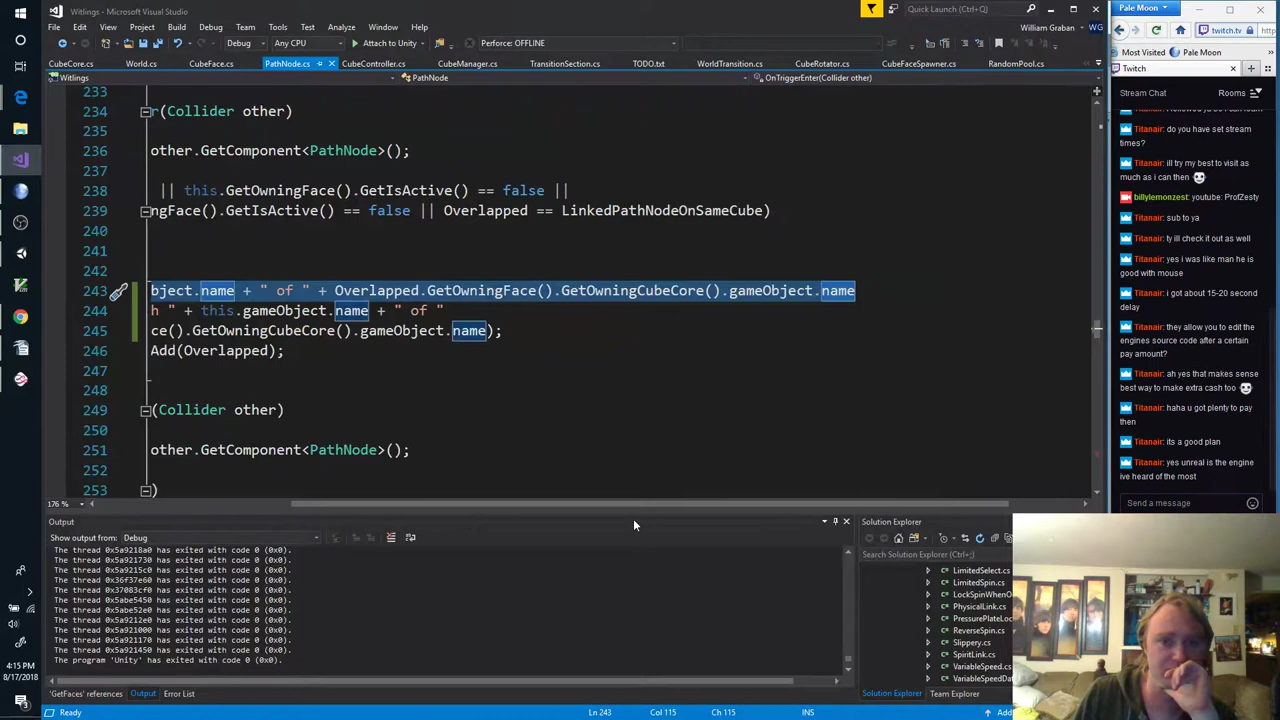 Witlings - Microsoft Visual Studio
Quick Launch (Ctrl+Q)
File Edit View Project Build Debug Team Tools Architecture Test Analyze Window Help
William Graban WG
Debug Any CPU Attach to Unity Perforce: OFFLINE
CubeCore.cs World.cs CubeFace.cs PathNode.cs CubeController.cs CubeManager.cs TransitionSection.cs TODO.txt WorldTransition.cs CubeRotator.cs CubeFaceSpawner.cs RandomPool.cs
Witlings PathNode OnTriggerEnter(Collider other)
233
234 r(Collider other)
235
236 other.GetComponent<PathNode>();
237
238 || this.GetOwningFace().GetIsActive() == false ||
239 ngFace().GetIsActive() == false || Overlapped == LinkedPathNodeOnSameCube)
240
241
242
243 bject.name + " of " + Overlapped.GetOwningFace().GetOwningCubeCore().gameObject.name
244 h " + this.gameObject.name + " of "
245 ce().GetOwningCubeCore().gameObject.name);
246 Add(Overlapped);
247
248
249 (Collider other)
250
251 other.GetComponent<PathNode>();
252
253 )
176 %
Output
Show output from: Debug
The thread 0x5a9218a0 has exited with code 0 (0x0).
The thread 0x5a921730 has exited with code 0 (0x0).
The thread 0x5a9215c0 has exited with code 0 (0x0).
The thread 0x36f37e60 has exited with code 0 (0x0).
The thread 0x37083cf0 has exited with code 0 (0x0).
The thread 0x5abe5450 has exited with code 0 (0x0).
The thread 0x5abe52e0 has exited with code 0 (0x0).
The thread 0x5a921000 has exited with code 0 (0x0).
The thread 0x5a921170 has exited with code 0 (0x0).
The thread 0x5a921450 has exited with code 0 (0x0).
The program 'Unity' has exited with code 0 (0x0).
'GetFaces' references Output Error List
Solution Explorer
Search Solution Explorer (Ctrl+;)
LimitedSelect.cs
LimitedSpin.cs
LockSpinWhenO
PhysicalLink.cs
PressurePlateLo
ReverseSpin.cs
Slippery.cs
SpiritLink.cs
VariableSpeed.c
VariableSpeedDa
Solution Explorer Team Explorer
Ready Ln 243 Col 115 Ch 115 INS Add
4:15 PM
8/17/2018
Pale Moon
twitch.tv
Most Visited Pale Moon
Twitch
Stream Chat Rooms
Titanair: do you have set stream
times?
Titanair: ill try my best to visit as
much as i can then
billylemonzest: youtube: ProfZesty
Titanair: sub to ya
Titanair: ty ill check it out as well
Titanair: yes i was like man he is
good with mouse
Titanair: i got about 15-20 second
delay
Titanair: they allow you to edit the
engines source code after a certain
pay amount?
Titanair: ah yes that makes sense
best way to make extra cash too
Titanair: haha u got plenty to pay
then
Titanair: its a good plan
Titanair: yes unreal is the engine
ive heard of the most
Send a message